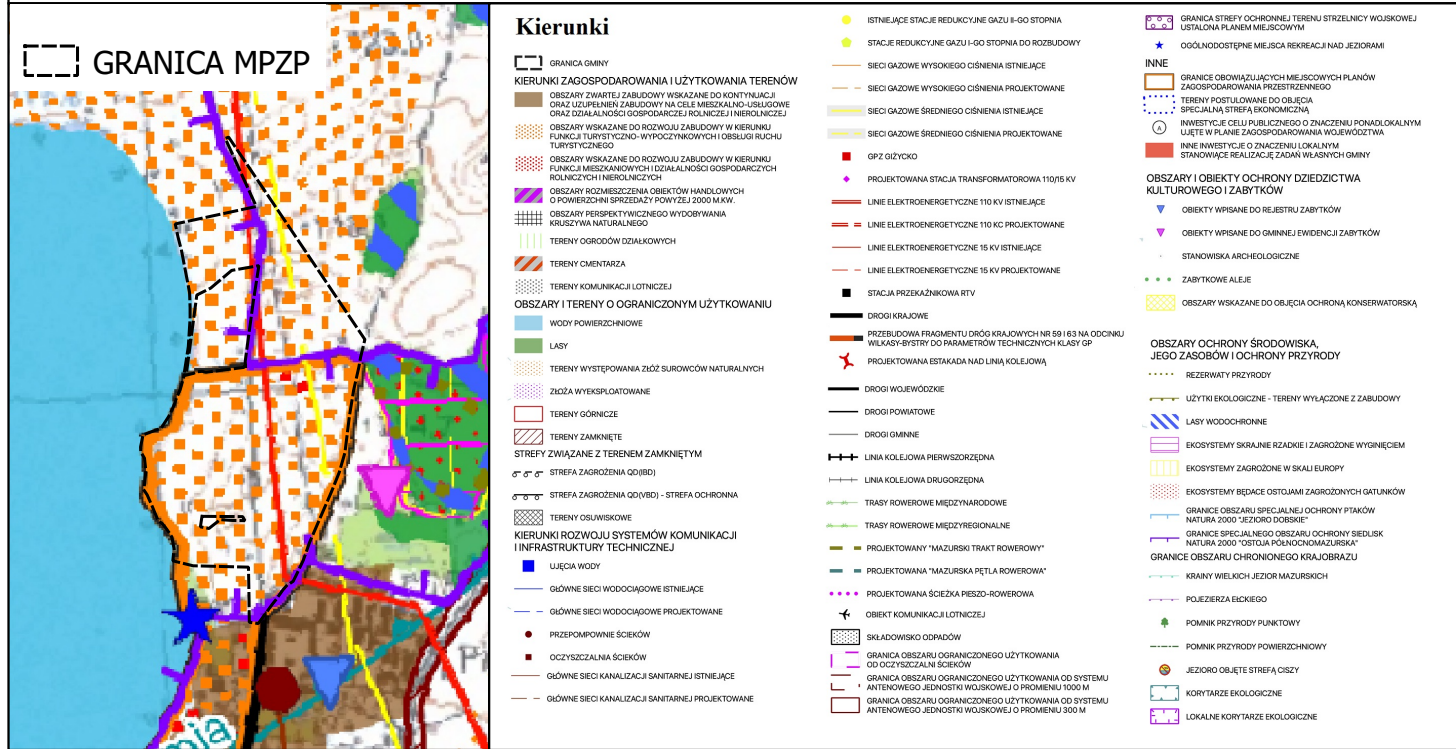 GRANICA MPZP
mia
P
Kierunki
GRANICA GMINY
KIERUNKI ZAGOSPODAROWANIA I UŻYTKOWANIA TERENÓW
OBSZARY ZWARTEJ ZABUDOWY WSKAZANE DO KONTYNUACJI
ORAZ UZUPEŁNIEŃ ZABUDOWY NA CELE MIESZKALNO-USŁUGOWE
ORAZ DZIAŁALNOŚCI GOSPODARCZEJ ROLNICZEJ I NIEROLNICZEJ
OBSZARY WSKAZANE DO ROZWOJU ZABUDOWY W KIERUNKU
FUNKCJI TURYSTYCZNO-WYPOCZYNKOWYCH I OBSŁUGI RUCHU
TURYSTYCZNEGO
OBSZARY WSKAZANE DO ROZWOJU ZABUDOWY W KIERUNKU
FUNKCJI MIESZKANIOWYCH I DZIAŁALNOŚCI GOSPODARCZYCH
ROLNICZYCH I NIEROLNICZYCH
OBSZARY ROZMIESZCZENIA OBIEKTÓW HANDLOWYCH
O POWIERZCHNI SPRZEDAŻY POWYŻEJ 2000 M.KW.
OBSZARY PERSPEKTYWICZNEGO WYDOBYWANIA
KRUSZYWA NATURALNEGO
TERENY OGRODÓW DZIAŁKOWYCH
TERENY CMENTARZA
TERENY KOMUNIKACJI LOTNICZEJ
OBSZARY I TERENY O OGRANICZONYM UŻYTKOWANIU
WODY POWIERZCHNIOWE
LASY
TERENY WYSTĘPOWANIA ZŁÓŻ SUROWCÓW NATURALNYCH
ZŁOŻA WYEKSPLOATOWANE
TERENY GÓRNICZE
TERENY ZAMKNIĘTE
STREFY ZWIĄZANE Z TERENEM ZAMKNIĘTYM
STREFA ZAGROŻENIA QD(IBD)
STREFA ZAGROŻENIA QD(VBD) - STREFA OCHRONNA
TERENY OSUWISKOWE
KIERUNKI ROZWOJU SYSTEMÓW KOMUNIKACJI
I INFRASTRUKTURY TECHNICZNEJ
UJĘCIA WODY
GŁÓWNE SIECI WODOCIĄGOWE ISTNIEJĄCE
GŁÓWNE SIECI WODOCIĄGOWE PROJEKTOWANE
PRZEPOMPOWNIE ŚCIEKÓW
OCZYSZCZALNIA ŚCIEKÓW
GŁÓWNE SIECI KANALIZACJI SANITARNEJ ISTNIEJĄCE
GŁÓWNE SIECI KANALIZACJI SANITARNEJ PROJEKTOWANE
ISTNIEJĄCE STACJE REDUKCYJNE GAZU II-GO STOPNIA
STACJE REDUKCYJNE GAZU I-GO STOPNIA DO ROZBUDOWY
SIECI GAZOWE WYSOKIEGO CIŚNIENIA ISTNIEJĄCE
SIECI GAZOWE WYSOKIEGO CIŚNIENIA PROJEKTOWANE
SIECI GAZOWE ŚREDNIEGO CIŚNIENIA ISTNIEJĄCE
SIECI GAZOWE ŚREDNIEGO CIŚNIENIA PROJEKTOWANE
GPZ GIŻYCKO
PROJEKTOWANA STACJA TRANSFORMATOROWA 110/15 KV
LINIE ELEKTROENERGETYCZNE 110 KV ISTNIEJĄCE
LINIE ELEKTROENERGETYCZNE 110 KC PROJEKTOWANE
LINIE ELEKTROENERGETYCZNE 15 KV ISTNIEJĄCE
LINIE ELEKTROENERGETYCZNE 15 KV PROJEKTOWANE
STACJA PRZEKAŹNIKOWA RTV
DROGI KRAJOWE
PRZEBUDOWA FRAGMENTU DRÓG KRAJOWYCH NR 59 I 63 NA ODCINKU
WILKASY-BYSTRY DO PARAMETRÓW TECHNICZNYCH KLASY GP
PROJEKTOWANA ESTAKADA NAD LINIĄ KOLEJOWĄ
DROGI WOJEWÓDZKIE
DROGI POWIATOWE
DROGI GMINNE
LINIA KOLEJOWA PIERWSZORZĘDNA
LINIA KOLEJOWA DRUGORZĘDNA
TRASY ROWEROWE MIĘDZYNARODOWE
TRASY ROWEROWE MIĘDZYREGIONALNE
PROJEKTOWANY "MAZURSKI TRAKT ROWEROWY"
PROJEKTOWANA "MAZURSKA PĘTLA ROWEROWA"
PROJEKTOWANA ŚCIEŻKA PIESZO-ROWEROWA
OBIEKT KOMUNIKACJI LOTNICZEJ
SKŁADOWISKO ODPADÓW
GRANICA OBSZARU OGRANICZONEGO UŻYTKOWANIA
OD OCZYSZCZALNI ŚCIEKÓW
GRANICA OBSZARU OGRANICZONEGO UŻYTKOWANIA OD SYSTEMU
ANTENOWEGO JEDNOSTKI WOJSKOWEJ O PROMIENIU 1000 M
GRANICA OBSZARU OGRANICZONEGO UŻYTKOWANIA OD SYSTEMU
ANTENOWEGO JEDNOSTKI WOJSKOWEJ O PROMIENIU 300 M
GRANICA STREFY OCHRONNEJ TERENU STRZELNICY WOJSKOWEJ
USTALONA PLANEM MIEJSCOWYM
OGÓLNODOSTĘPNE MIEJSCA REKREACJI NAD JEZIORAMI
INNE
GRANICE OBOWIĄZUJĄCYCH MIEJSCOWYCH PLANÓW
ZAGOSPODAROWANIA PRZESTRZENNEGO
TERENY POSTULOWANE DO OBJĘCIA
SPECJALNĄ STREFĄ EKONOMICZNĄ
A
INWESTYCJE CELU PUBLICZNEGO O ZNACZENIU PONADLOKALNYM
UJĘTE W PLANIE ZAGOSPODAROWANIA WOJEWÓDZTWA
INNE INWESTYCJE O ZNACZENIU LOKALNYM
STANOWIĄCE REALIZACJĘ ZADAŃ WŁASNYCH GMINY
OBSZARY I OBIEKTY OCHRONY DZIEDZICTWA
KULTUROWEGO I ZABYTKÓW
OBIEKTY WPISANE DO REJESTRU ZABYTKÓW
OBIEKTY WPISANE DO GMINNEJ EWIDENCJI ZABYTKÓW
STANOWISKA ARCHEOLOGICZNE
ZABYTKOWE ALEJE
OBSZARY WSKAZANE DO OBJĘCIA OCHRONĄ KONSERWATORSKĄ
OBSZARY OCHRONY ŚRODOWISKA,
JEGO ZASOBÓW I OCHRONY PRZYRODY
REZERWATY PRZYRODY
UŻYTKI EKOLOGICZNE - TERENY WYŁĄCZONE Z ZABUDOWY
LASY WODOCHRONNE
EKOSYSTEMY SKRAJNIE RZADKIE I ZAGROŻONE WYGINIĘCIEM
EKOSYSTEMY ZAGROŻONE W SKALI EUROPY
EKOSYSTEMY BĘDĄCE OSTOJAMI ZAGROŻONYCH GATUNKÓW
GRANICE OBSZARU SPECJALNEJ OCHRONY PTAKÓW
NATURA 2000 "JEZIORO DOBSKIE"
GRANICE SPECJALNEGO OBSZARU OCHRONY SIEDLISK
NATURA 2000 "OSTOJA PÓŁNOCNOMAZURSKA"
GRANICE OBSZARU CHRONIONEGO KRAJOBRAZU
KRAINY WIELKICH JEZIOR MAZURSKICH
POJEZIERZA EŁCKIEGO
POMNIK PRZYRODY PUNKTOWY
POMNIK PRZYRODY POWIERZCHNIOWY
JEZIORO OBJĘTE STREFĄ CISZY
KORYTARZE EKOLOGICZNE
LOKALNE KORYTARZE EKOLOGICZNE